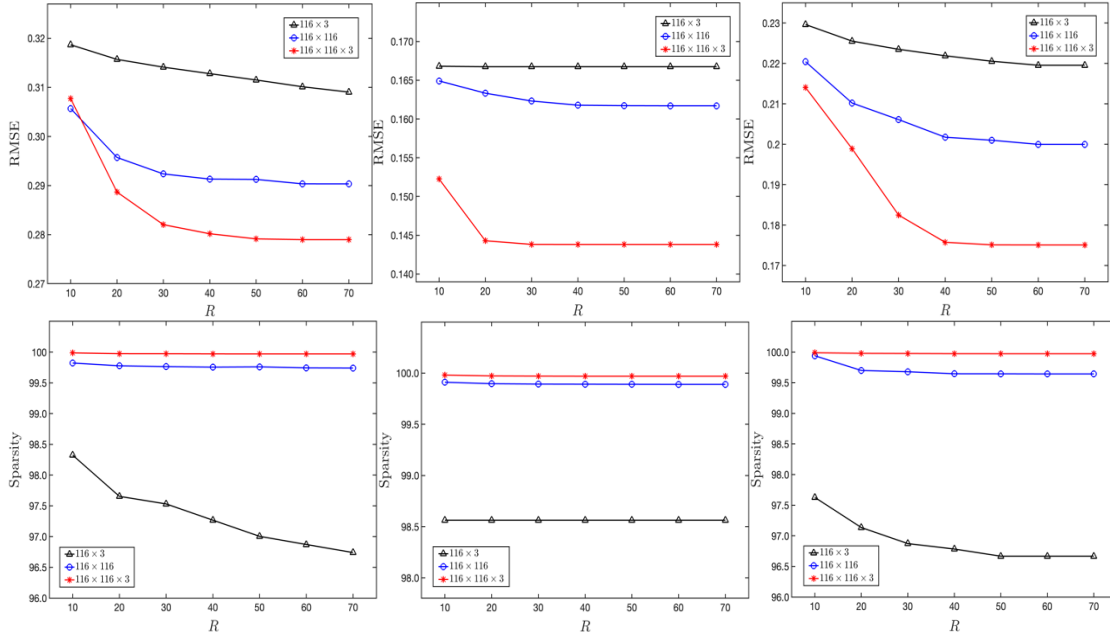 0.32
0.31
0.30
0.29
0.28
0.27
RMSE
10 20 30 40 50 60 70
R
116 × 3
116 × 116
116 × 116 × 3
0.170
0.165
0.160
0.155
0.150
0.145
0.140
RMSE
10 20 30 40 50 60 70
R
116 × 3
116 × 116
116 × 116 × 3
0.23
0.22
0.21
0.2
0.19
0.18
0.17
RMSE
10 20 30 40 50 60 70
R
116 × 3
116 × 116
116 × 116 × 3
100
99.5
99.0
98.5
98.0
97.5
97.0
96.5
96.0
Sparsity
10 20 30 40 50 60 70
R
116 × 3
116 × 116
116 × 116 × 3
100.0
99.5
99.0
98.5
98.0
Sparsity
10 20 30 40 50 60 70
R
116 × 3
116 × 116
116 × 116 × 3
100.0
99.5
99.0
98.5
98.0
97.5
97.0
96.5
96.0
Sparsity
10 20 30 40 50 60 70
R
116 × 3
116 × 116
116 × 116 × 3